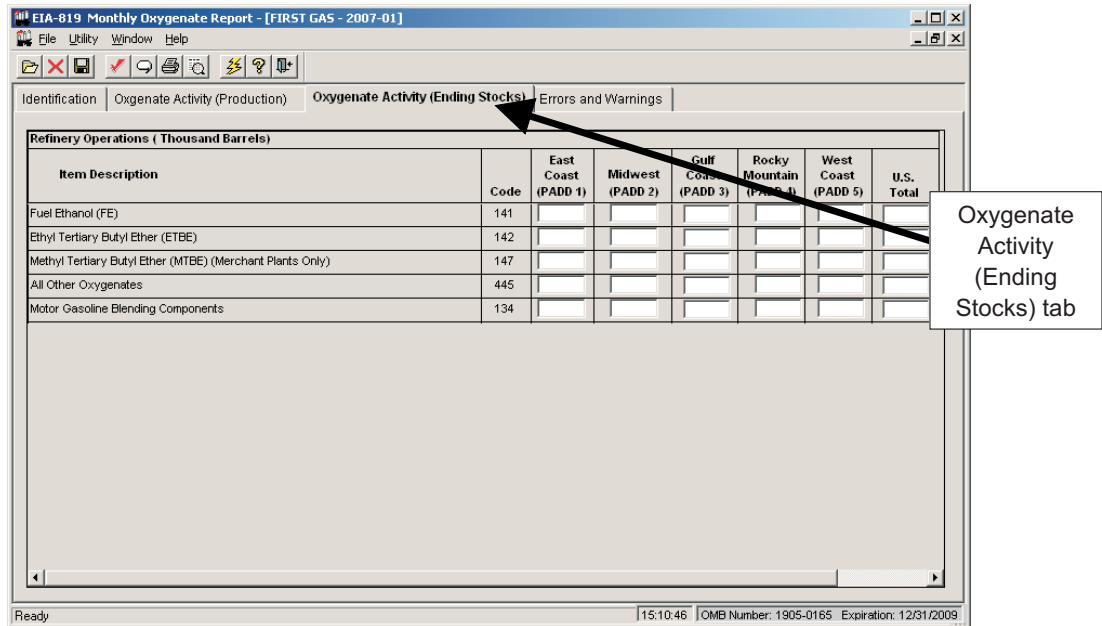 EIA-819 Monthly Oxygenate Report - [FIRST GAS - 2007-01]
File Utility Window Help
Identification Oxgenate Activity (Production) Oxygenate Activity (Ending Stocks) Errors and Warnings
Refinery Operations ( Thousand Barrels)
Item Description Code East Coast (PADD 1) Midwest (PADD 2) Gulf Coast (PADD 3) Rocky Mountain (PADD 4) West Coast (PADD 5) U.S. Total
Fuel Ethanol (FE) 141
Ethyl Tertiary Butyl Ether (ETBE) 142
Methyl Tertiary Butyl Ether (MTBE) (Merchant Plants Only) 147
All Other Oxygenates 445
Motor Gasoline Blending Components 134
Oxygenate
Activity
(Ending
Stocks) tab
Ready 15:10:46 OMB Number: 1905-0165 Expiration: 12/31/2009